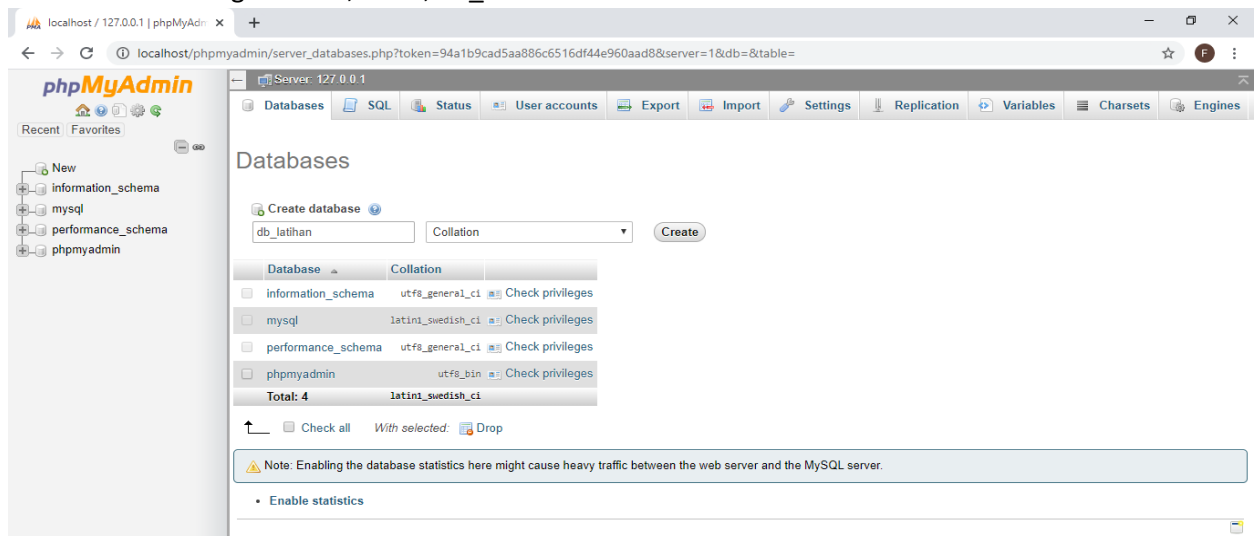 localhost / 127.0.0.1 | phpMyAdm
localhost/phpmyadmin/server_databases.php?token=94a1b9cad5aa886c6516df44e960aad8&server=1&db=&table=
F
phpMyAdmin
Recent Favorites
New
information_schema
mysql
performance_schema
phpmyadmin
Server: 127.0.0.1
Databases SQL Status User accounts Export Import Settings Replication Variables Charsets Engines
Databases
Create database
db_latihan Collation Create
Database Collation
information_schema utf8_general_ci Check privileges
mysql latin1_swedish_ci Check privileges
performance_schema utf8_general_ci Check privileges
phpmyadmin utf8_bin Check privileges
Total: 4 latin1_swedish_ci
Check all With selected: Drop
Note: Enabling the database statistics here might cause heavy traffic between the web server and the MySQL server.
• Enable statistics